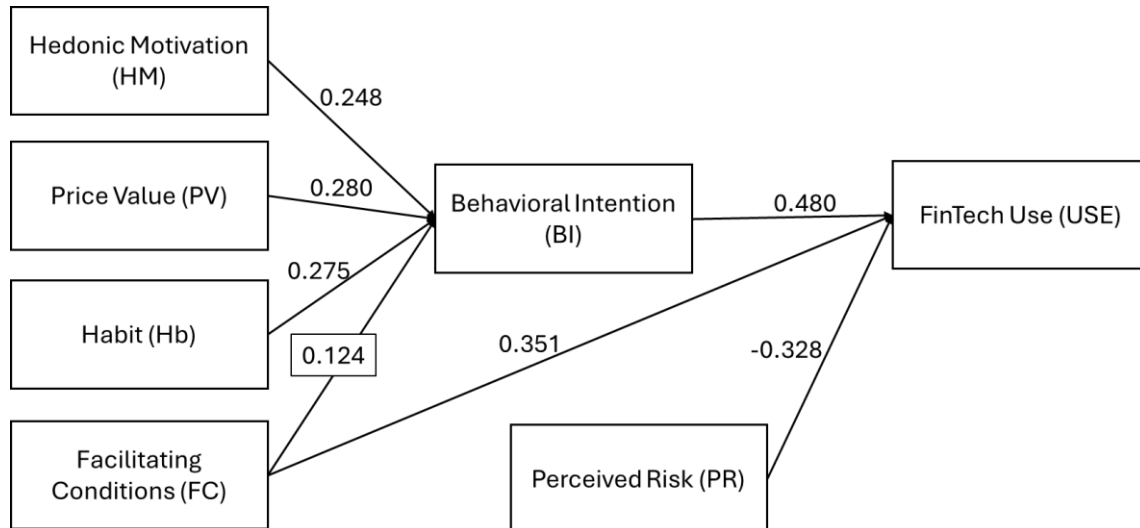 Hedonic Motivation
(HM)
0.248
Price Value (PV)
0.280
Behavioral Intention
(BI)
0.480
FinTech Use (USE)
0.275
Habit (Hb)
0.124
0.351
-0.328
Facilitating
Conditions (FC)
Perceived Risk (PR)